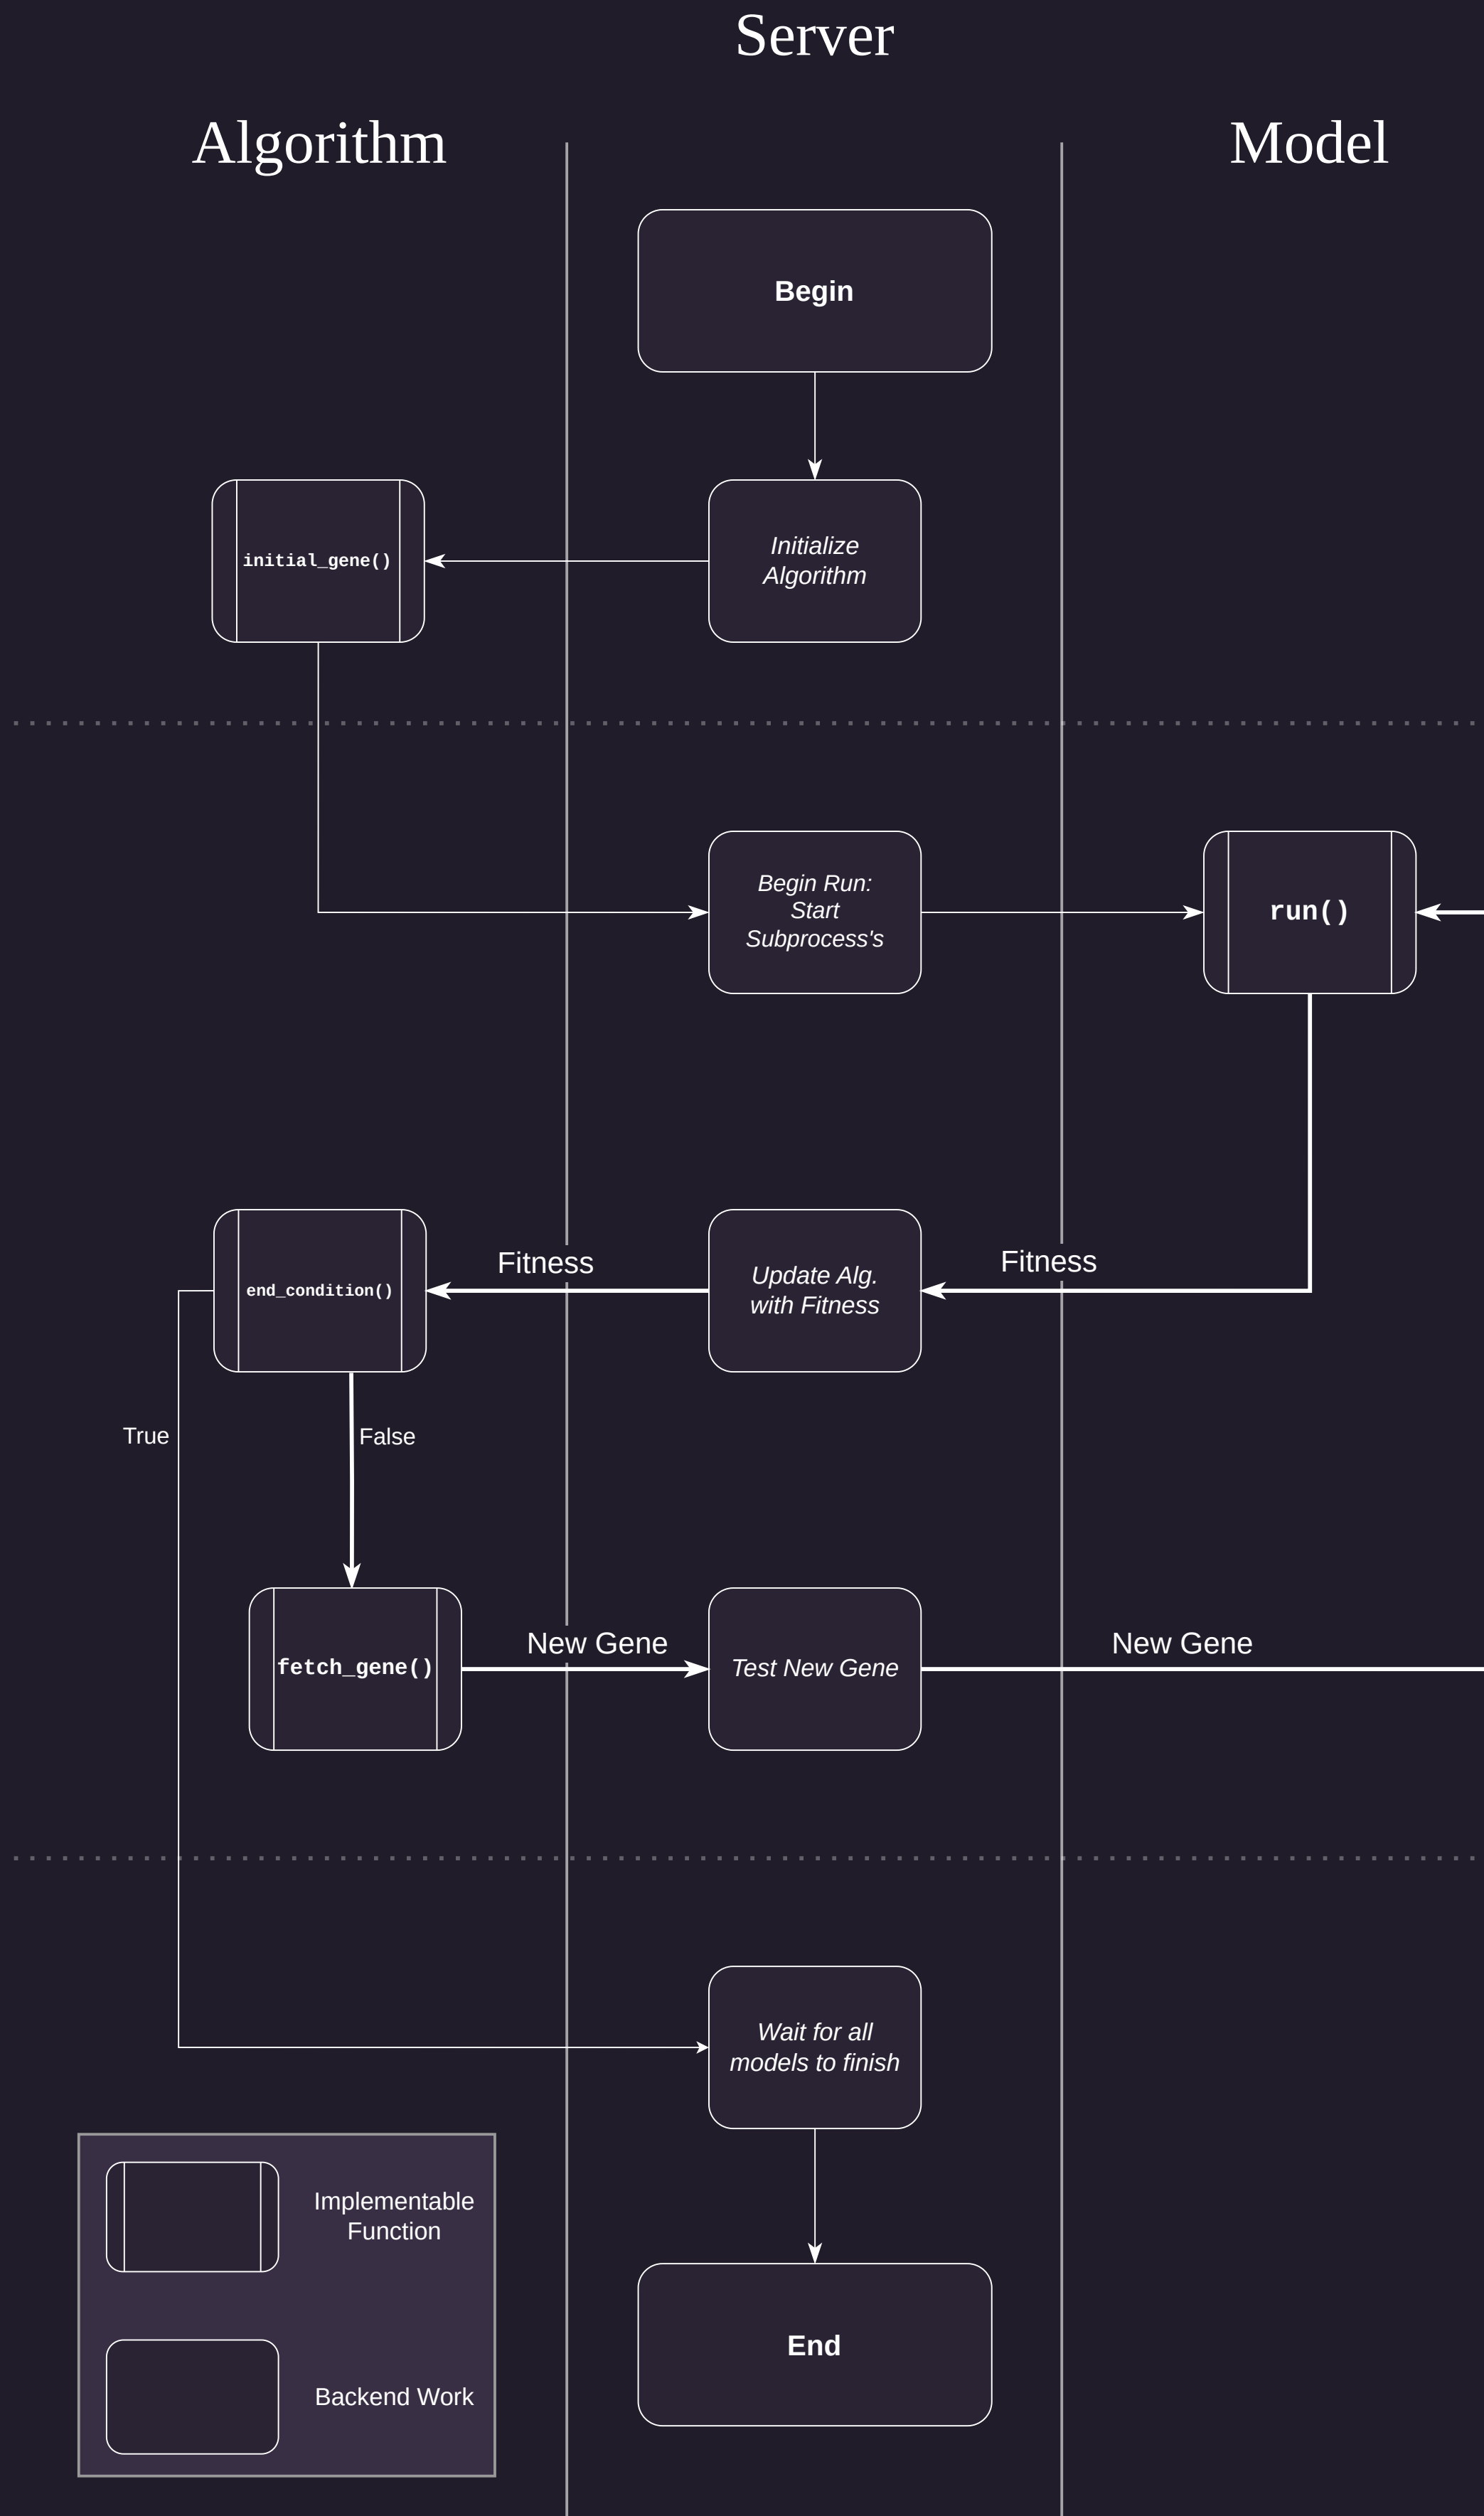 Server
Algorithm
Model
Begin
initial_gene()
Initialize
Algorithm
Begin Run:
Start
Subprocess's
run()
end_condition()
Fitness
Update Alg.
with Fitness
Fitness
True
False
fetch_gene()
New Gene
Test New Gene
New Gene
Wait for all
models to finish
Implementable
Function
End
Backend Work